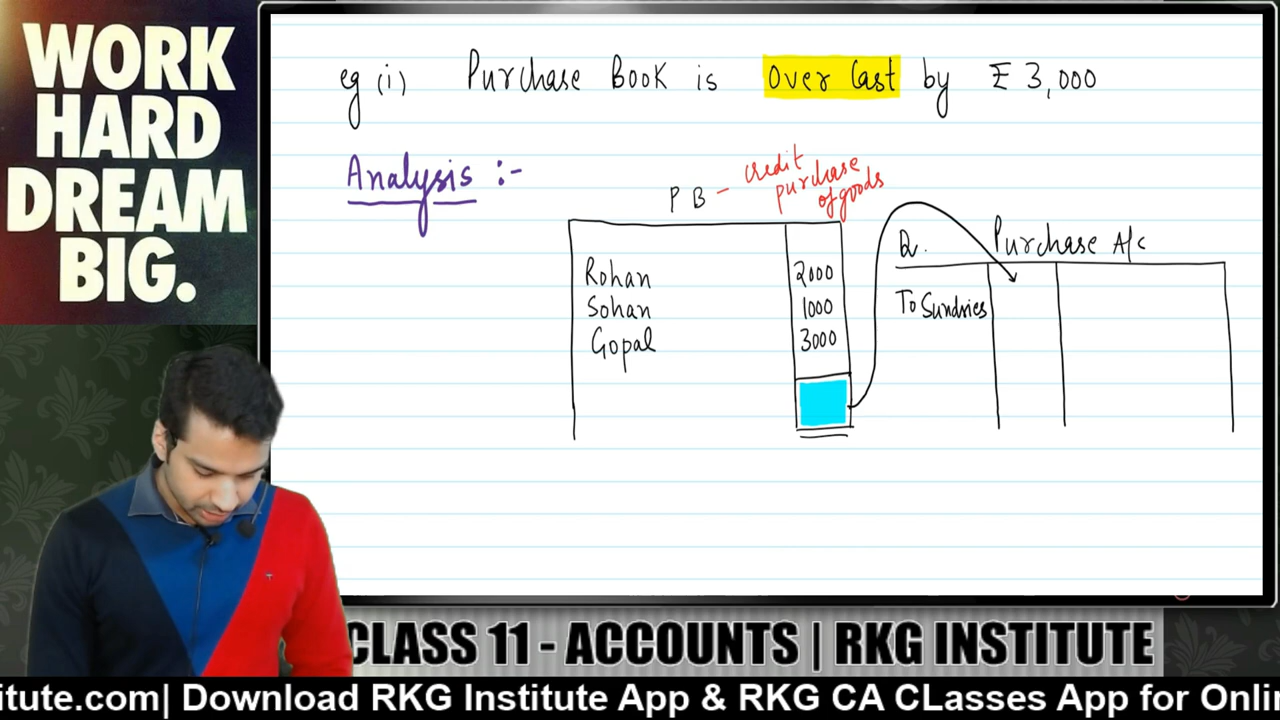 WORK
HARD
DREAM
BIG.
eg (i) Purchase Book is Over Cast by ₹ 3,000
Analysis :-
PB - credit purchase of goods
Rohan 2000
Sohan 1000
Gopal 3000
Dr. Purchase A/c
To Sundries
CLASS 11 - ACCOUNTS | RKG INSTITUTE
itute.com| Download RKG Institute App & RKG CA CLasses App for Onli